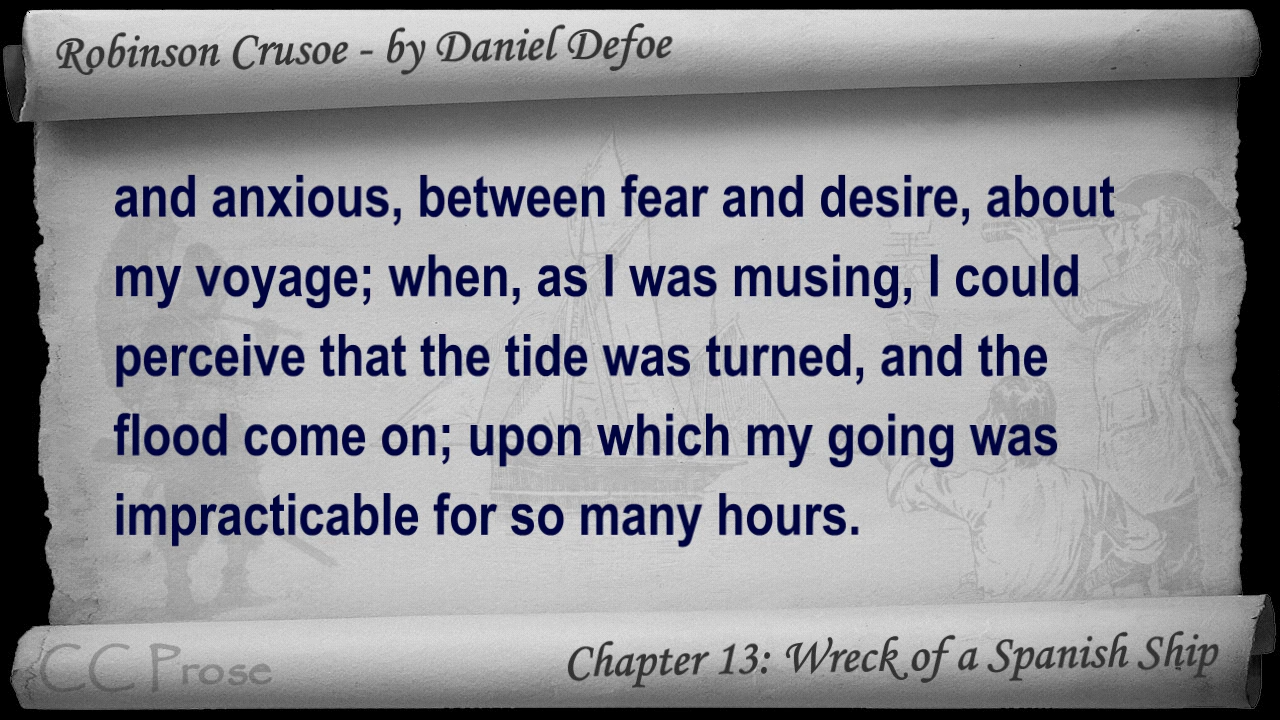 Robinson Crusoe - by Daniel Defoe
and anxious, between fear and desire, about
my voyage; when, as I was musing, I could
perceive that the tide was turned, and the
flood come on; upon which my going was
impracticable for so many hours.
CC Prose
Chapter 13: Wreck of a Spanish Ship